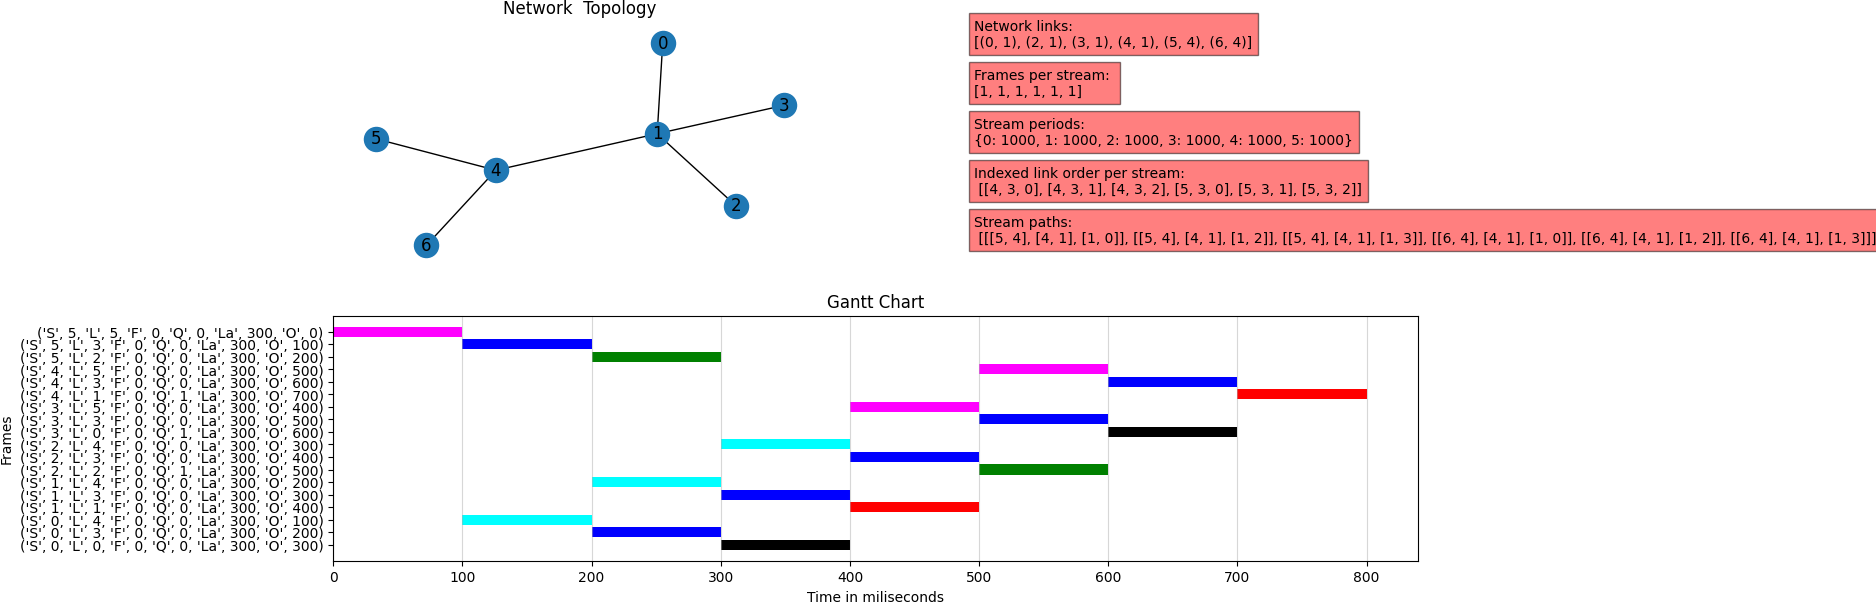 Network  Topology
0
3
5
1
4
2
6
Network links:
[(0, 1), (2, 1), (3, 1), (4, 1), (5, 4), (6, 4)]
Frames per stream:
[1, 1, 1, 1, 1, 1]
Stream periods:
{0: 1000, 1: 1000, 2: 1000, 3: 1000, 4: 1000, 5: 1000}
Indexed link order per stream:
[[4, 3, 0], [4, 3, 1], [4, 3, 2], [5, 3, 0], [5, 3, 1], [5, 3, 2]]
Stream paths:
[[[5, 4], [4, 1], [1, 0]], [[5, 4], [4, 1], [1, 2]], [[5, 4], [4, 1], [1, 3]], [[6, 4], [4, 1], [1, 0]], [[6, 4], [4, 1], [1, 2]], [[6, 4], [4, 1], [1, 3]]]
Gantt Chart
Frames
('S', 5, 'L', 5, 'F', 0, 'Q', 0, 'La', 300, 'O', 0)
('S', 5, 'L', 3, 'F', 0, 'Q', 0, 'La', 300, 'O', 100)
('S', 5, 'L', 2, 'F', 0, 'Q', 0, 'La', 300, 'O', 200)
('S', 4, 'L', 5, 'F', 0, 'Q', 0, 'La', 300, 'O', 500)
('S', 4, 'L', 3, 'F', 0, 'Q', 0, 'La', 300, 'O', 600)
('S', 4, 'L', 1, 'F', 0, 'Q', 1, 'La', 300, 'O', 700)
('S', 3, 'L', 5, 'F', 0, 'Q', 0, 'La', 300, 'O', 400)
('S', 3, 'L', 3, 'F', 0, 'Q', 0, 'La', 300, 'O', 500)
('S', 3, 'L', 0, 'F', 0, 'Q', 1, 'La', 300, 'O', 600)
('S', 2, 'L', 4, 'F', 0, 'Q', 0, 'La', 300, 'O', 300)
('S', 2, 'L', 3, 'F', 0, 'Q', 0, 'La', 300, 'O', 400)
('S', 2, 'L', 2, 'F', 0, 'Q', 1, 'La', 300, 'O', 500)
('S', 1, 'L', 4, 'F', 0, 'Q', 0, 'La', 300, 'O', 200)
('S', 1, 'L', 3, 'F', 0, 'Q', 0, 'La', 300, 'O', 300)
('S', 1, 'L', 1, 'F', 0, 'Q', 0, 'La', 300, 'O', 400)
('S', 0, 'L', 4, 'F', 0, 'Q', 0, 'La', 300, 'O', 100)
('S', 0, 'L', 3, 'F', 0, 'Q', 0, 'La', 300, 'O', 200)
('S', 0, 'L', 0, 'F', 0, 'Q', 0, 'La', 300, 'O', 300)
0 100 200 300 400 500 600 700 800
Time in miliseconds